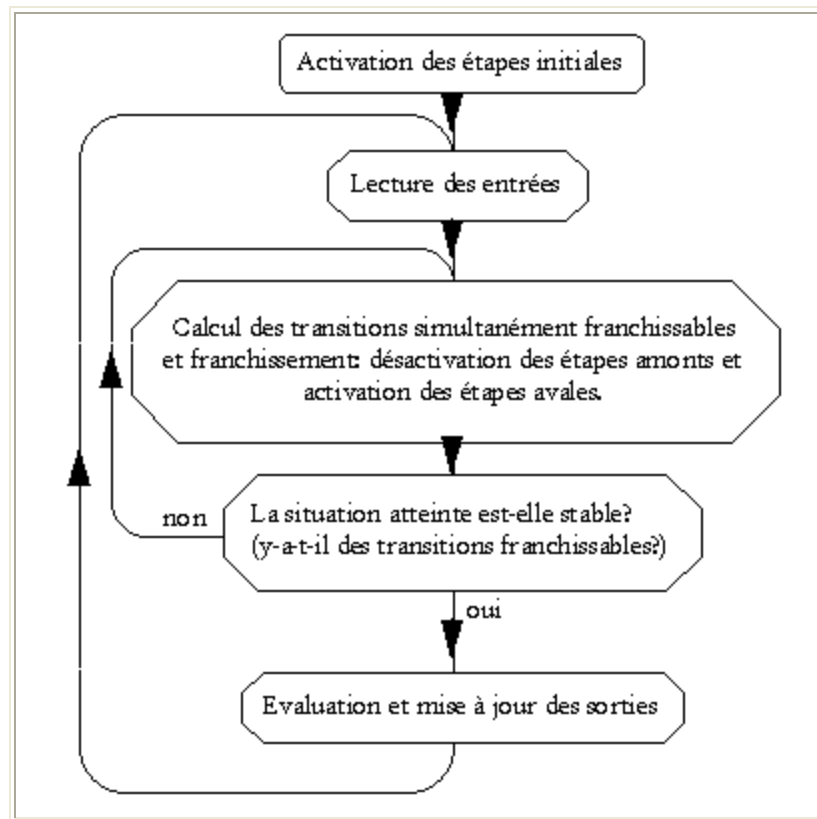 Activation des étapes initiales
Lecture des entrées
Calcul des transitions simultanément franchissables
et franchissement: désactivation des étapes amonts et
activation des étapes avales.
La situation atteinte est-elle stable?
(y-a-t-il des transitions franchissables?)
non
oui
Evaluation et mise à jour des sorties